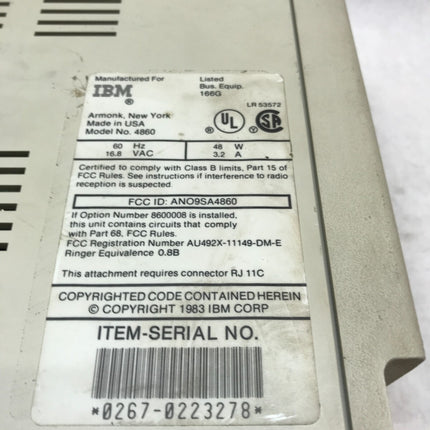 Manufactured For
IBM
®
Armonk, New York
Made in USA
Model No. 4860
Listed
Bus. Equip.
166G
LR 53572
UL
®
SA
®
60 Hz
16.8 VAC
48 W
3.2 A
Certified to comply with Class B limits, Part 15 of
FCC Rules. See instructions if interference to radio
reception is suspected
FCC ID: ANO9SA4860
If Option Number 8600008 is installed,
this unit contains circuits that comply
with Part 68, FCC Rules.
FCC Registration Number AU492X-11149-DM-E
Ringer Equivalence 0.8B
This attachment requires connector RJ 11C
COPYRIGHTED CODE CONTAINED HEREIN
© COPYRIGHT 1983 IBM CORP
ITEM-SERIAL NO.
*0267-0223278*